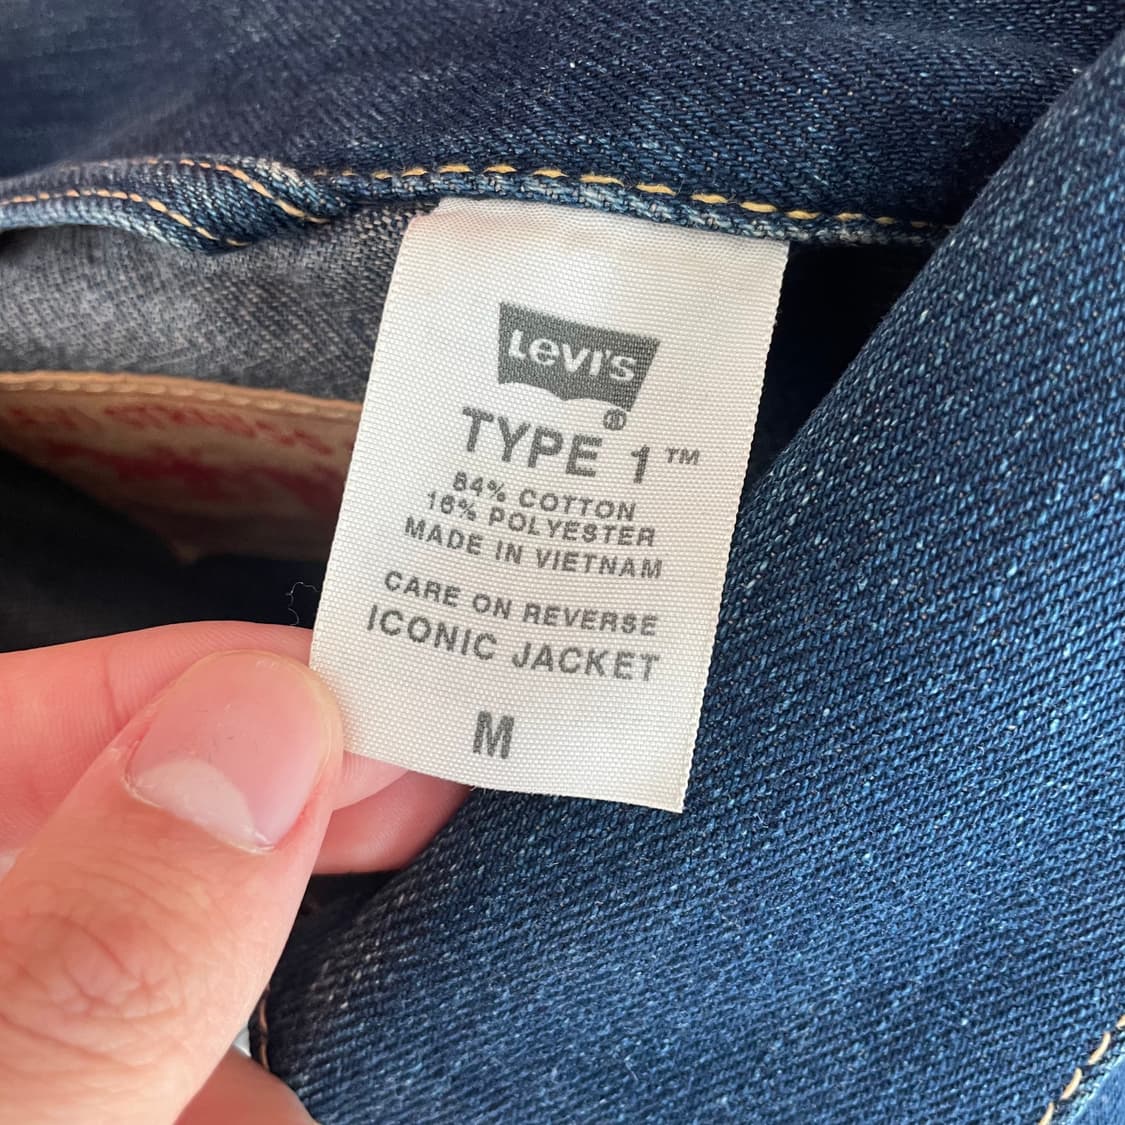 Levi's
®
TYPE 1™
84% COTTON
16% POLYESTER
MADE IN VIETNAM
CARE ON REVERSE
ICONIC JACKET
M